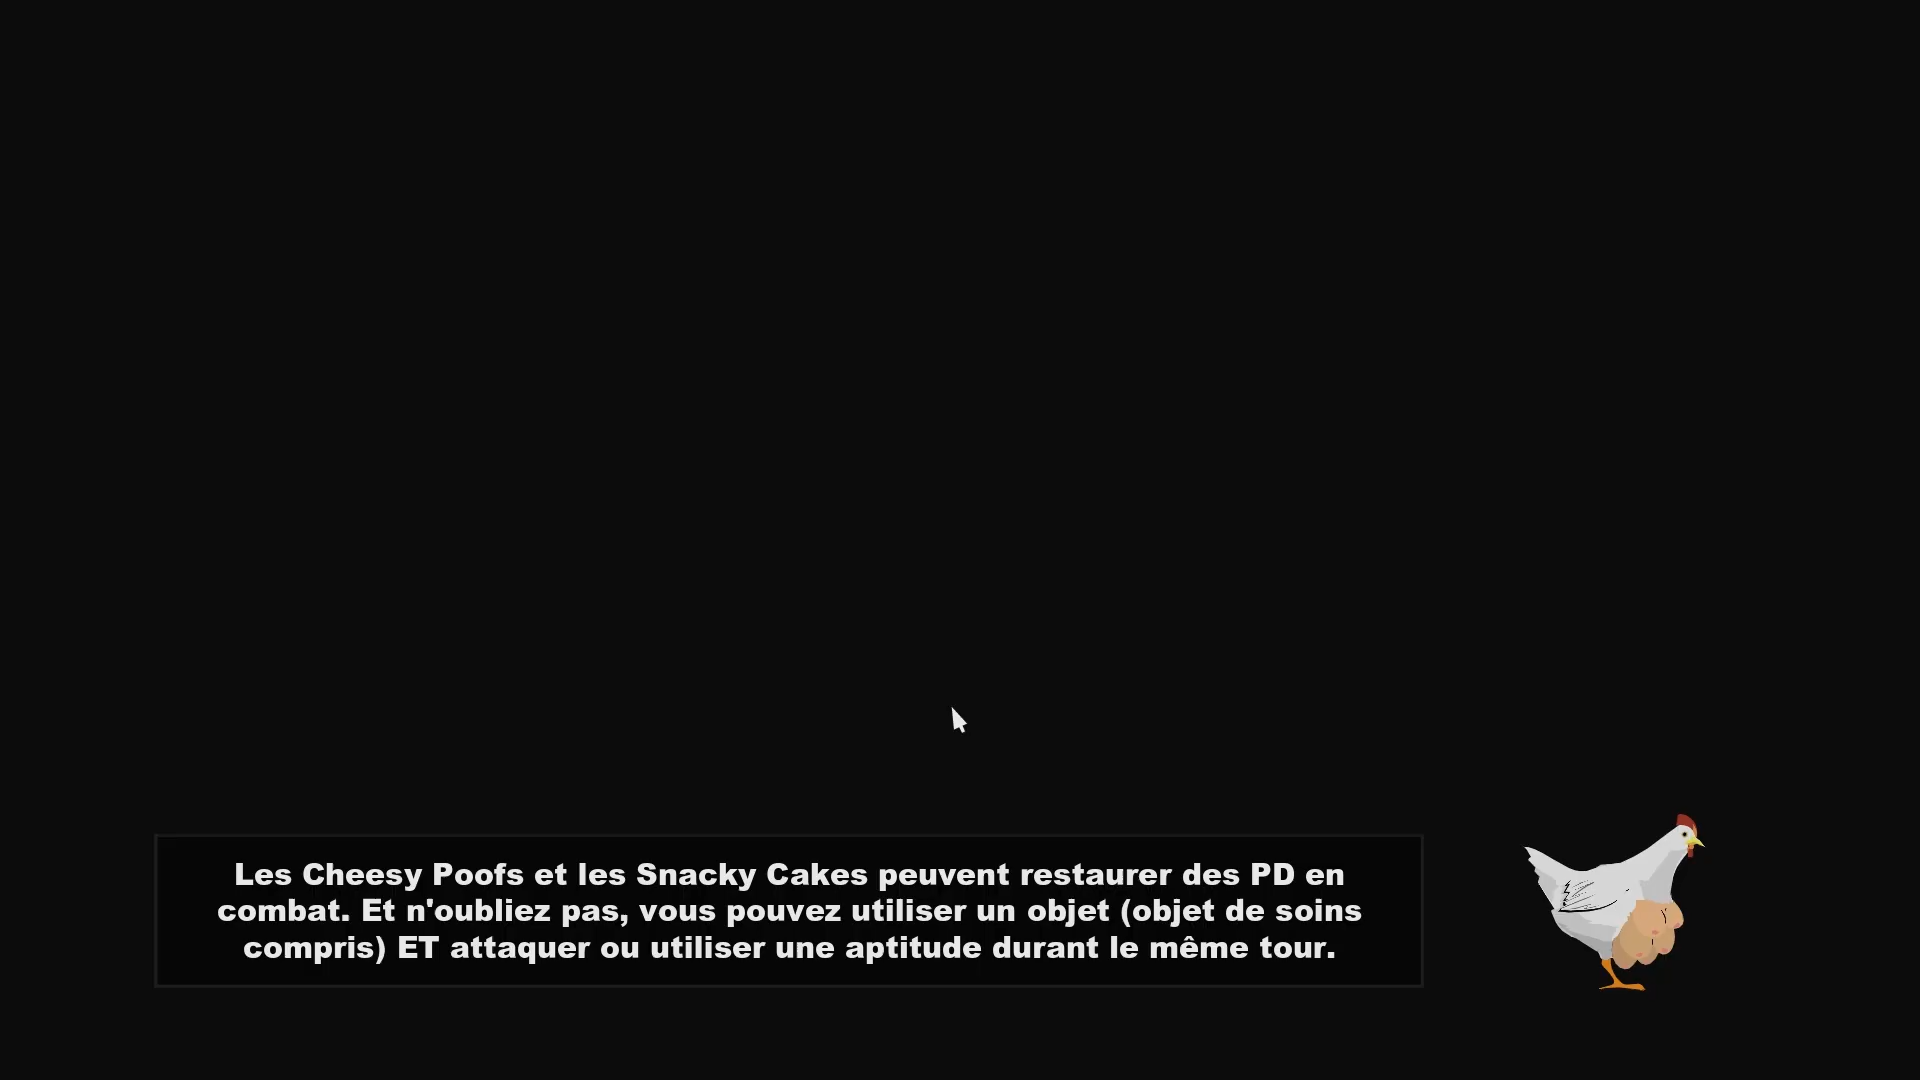 Les Cheesy Poofs et les Snacky Cakes peuvent restaurer des PD en
combat. Et n'oubliez pas, vous pouvez utiliser un objet (objet de soins
compris) ET attaquer ou utiliser une aptitude durant le même tour.